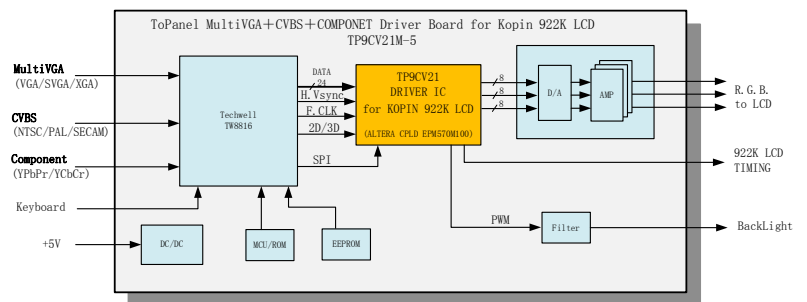 ToPanel MultiVGA+CVBS+COMPONET Driver Board for Kopin 922K LCD
TP9CV21M-5
MultiVGA
(VGA/SVGA/XGA)
CVBS
(NTSC/PAL/SECAM)
Component
(YPbPr/YCbCr)
Keyboard
+5V
Techwell
TW8816
DATA
24
H.Vsync
F.CLK
2D/3D
SPI
TP9CV21
DRIVER IC
for KOPIN 922K LCD
(ALTERA CPLD EPM570M100)
8
8
8
D/A
AMP
R.G.B.
to LCD
922K LCD
TIMING
PWM
Filter
BackLight
DC/DC
MCU/ROM
EEPROM